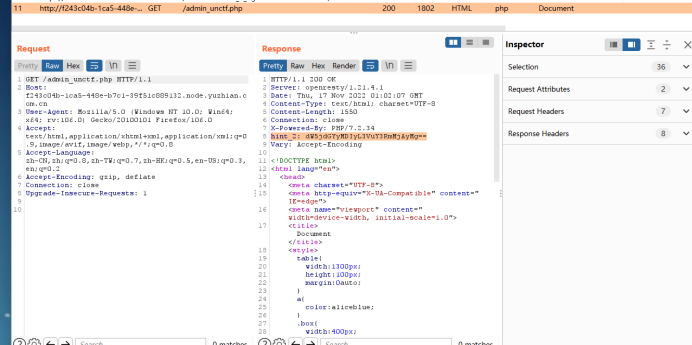 11 http://f243c04b-1ca5-448e-... GET /admin_unctf.php 200 1802 HTML php Document
Request
Pretty Raw Hex \n
1 GET /admin_unctf.php HTTP/1.1
2 Host:
f243c04b-1ca5-448e-b7c1-39f51c889132.node.yuzhian.c
om.cn
3 User-Agent: Mozilla/5.0 (Windows NT 10.0; Win64;
x64; rv:106.0) Gecko/20100101 Firefox/106.0
4 Accept:
text/html,application/xhtml+xml,application/xml;q=0
.9,image/avif,image/webp,*/*;q=0.8
5 Accept-Language:
zh-CN,zh;q=0.8,zh-TW;q=0.7,zh-HK;q=0.5,en-US;q=0.3,
en;q=0.2
6 Accept-Encoding: gzip, deflate
7 Connection: close
8 Upgrade-Insecure-Requests: 1
9
10
Search 0 matches
Response
Pretty Raw Hex Render \n
1 HTTP/1.1 200 OK
2 Server: openresty/1.21.4.1
3 Date: Thu, 17 Nov 2022 01:02:07 GMT
4 Content-Type: text/html; charset=UTF-8
5 Content-Length: 1550
6 Connection: close
7 X-Powered-By: PHP/7.2.34
8 hint_2:
9 Vary: Accept-Encoding
10
11 <!DOCTYPE html>
12 <html lang="en">
13 <head>
14 <meta charset="UTF-8">
15 <meta http-equiv="X-UA-Compatible" content="
IE=edge">
16 <meta name="viewport" content="
width=device-width, initial-scale=1.0">
17 <title>
Document
</title>
18 <style>
19 table{
20 width:1300px;
21 height:100px;
22 margin:0auto;
23 }
24 a{
25 color:aliceblue;
26 }
27 .box{
28 width:400px;
Search 0 matches
Inspector
Selection 36
Request Attributes 2
Request Headers 7
Response Headers 8